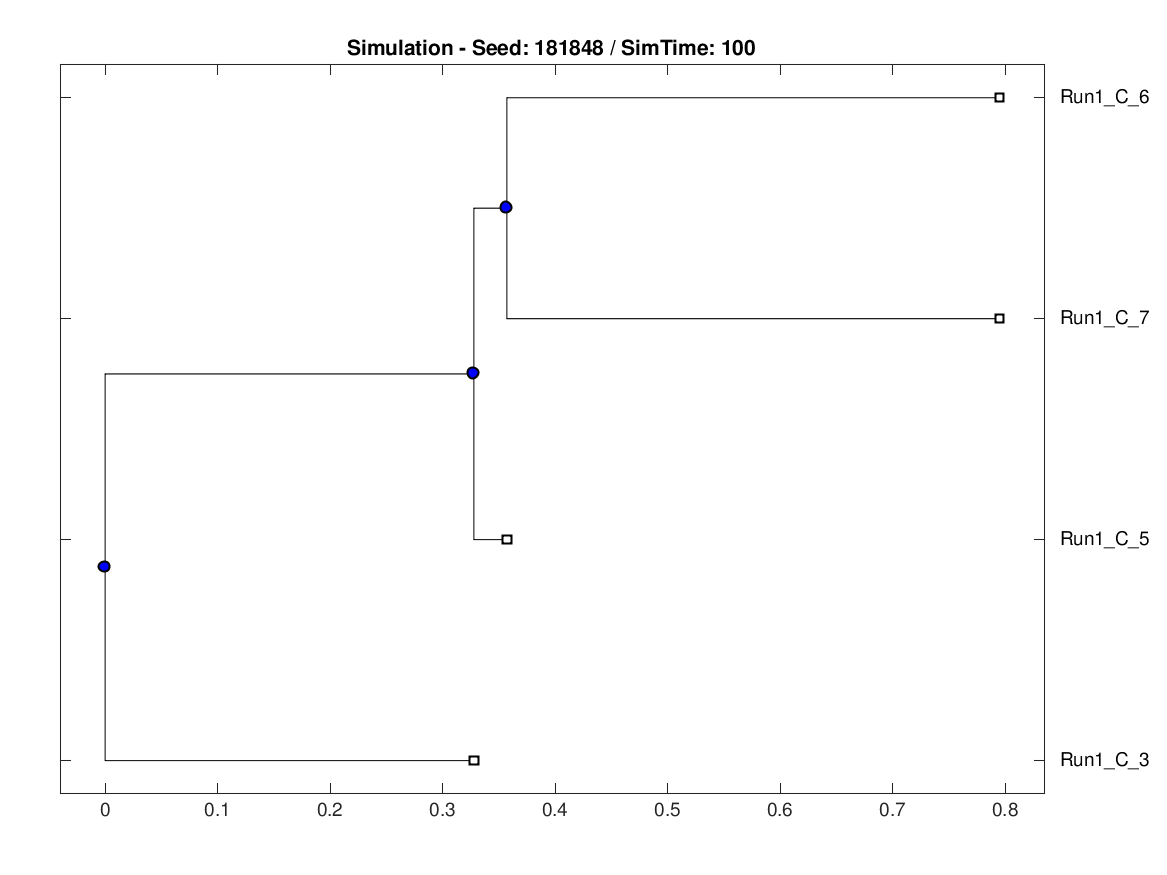 Simulation - Seed: 181848 / SimTime: 100
Run1_C_6
Run1_C_7
Run1_C_5
Run1_C_3
0 0.1 0.2 0.3 0.4 0.5 0.6 0.7 0.8